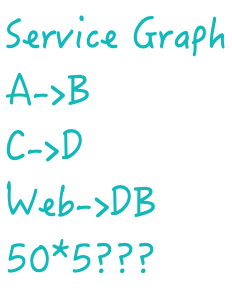 Service Graph
A->B
C->D
Web->DB
50*5???